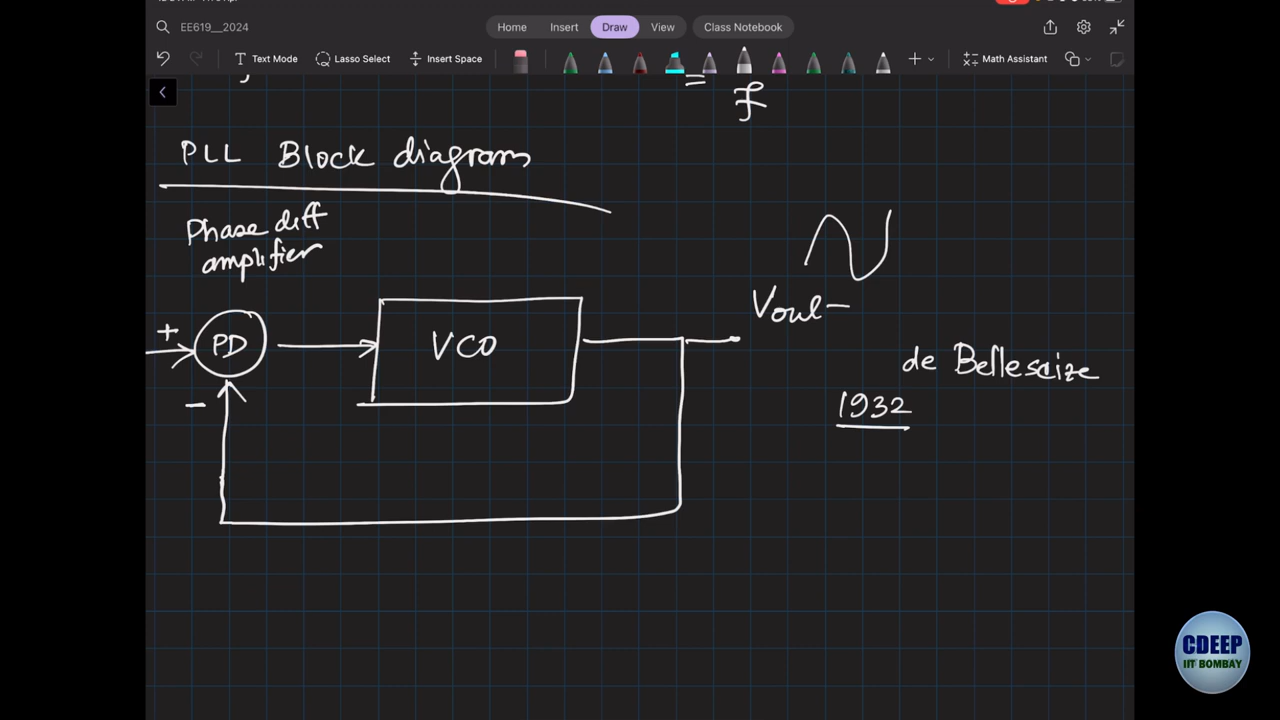 EE619__2024
Home Insert Draw View Class Notebook
Text Mode Lasso Select Insert Space Math Assistant
= f
PLL Block diagram
Phase diff
amplifier
Vout
+ PD VCO
de Bellescize
-
1932
CDEEP
IIT BOMBAY